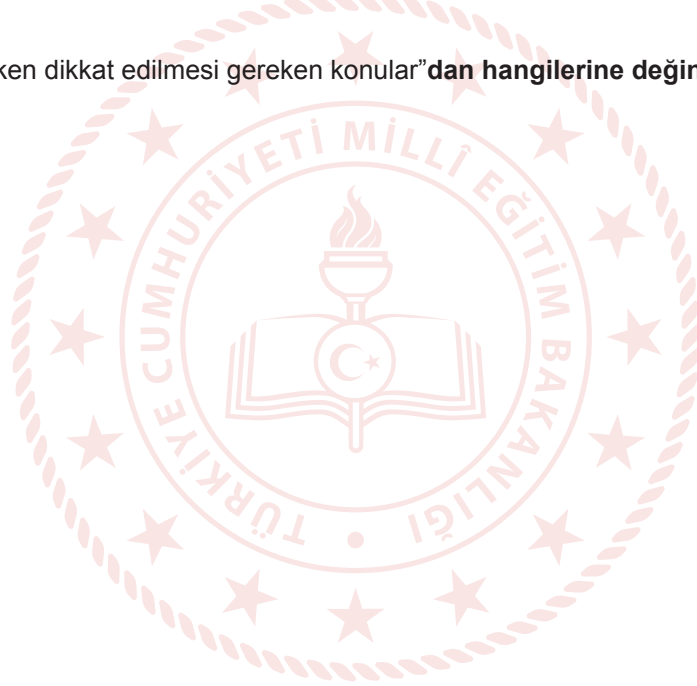 ken dikkat edilmesi gereken konular”dan hangilerine değin
TÜRKİYE CUMHURİYETİ MİLLÎ EĞİTİM BAKANLIĞI